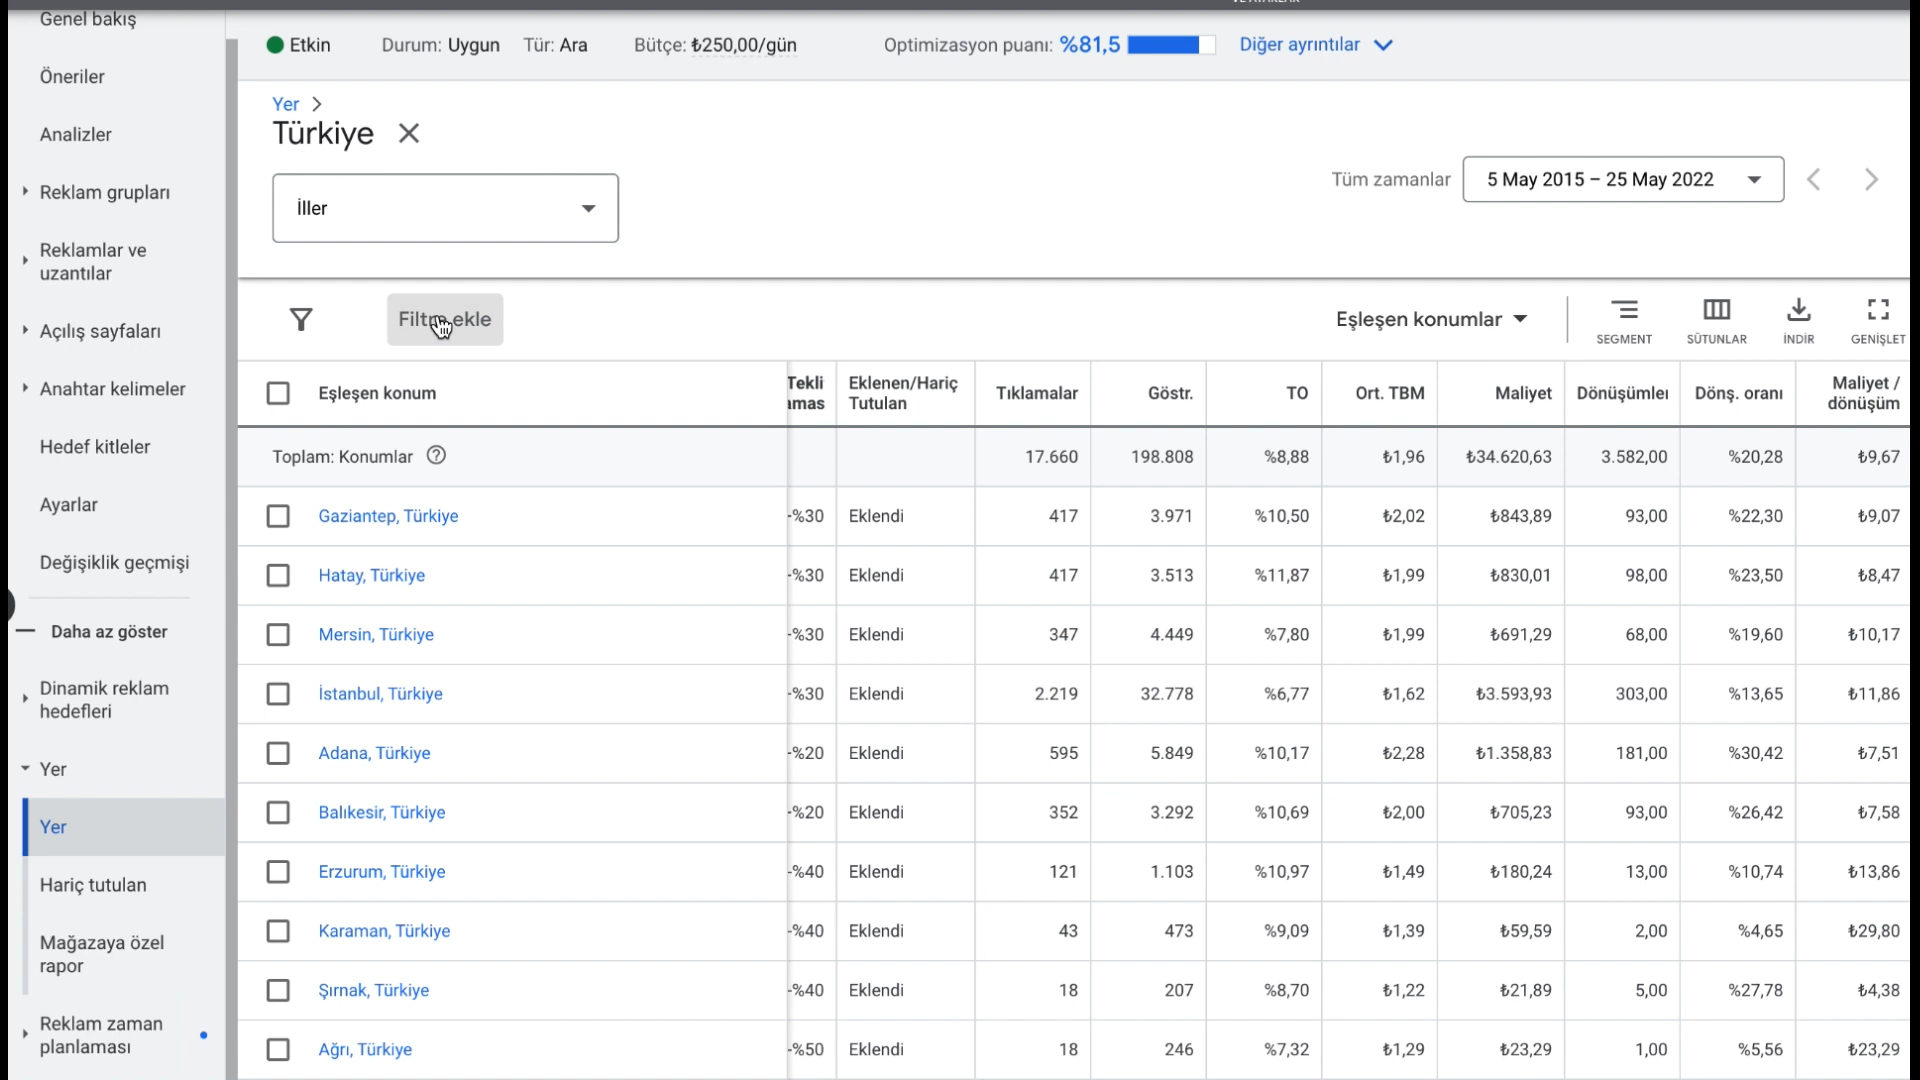 Genel bakış
Öneriler
Analizler
Reklam grupları
Reklamlar ve
uzantılar
Açılış sayfaları
Anahtar kelimeler
Hedef kitleler
Ayarlar
Değişiklik geçmişi
Daha az göster
Dinamik reklam
hedefleri
Yer
Yer
Hariç tutulan
Mağazaya özel
rapor
Reklam zaman
planlaması
Etkin Durum: Uygun Tür: Ara Bütçe: ₺250,00/gün Optimizasyon puanı: %81,5 Diğer ayrıntılar
Yer
Türkiye
İller
Tüm zamanlar 5 May 2015 – 25 May 2022
Filtre ekle Eşleşen konumlar SEGMENT SÜTUNLAR İNDİR GENİŞLET
Eşleşen konum Tekli Eklenen/Hariç Tutulan Tıklamalar Göstr. TO Ort. TBM Maliyet Dönüşümler Dönş. oranı Maliyet / dönüşüm
Toplam: Konumlar 17.660 198.808 %8,88 ₺1,96 ₺34.620,63 3.582,00 %20,28 ₺9,67
Gaziantep, Türkiye -%30 Eklendi 417 3.971 %10,50 ₺2,02 ₺843,89 93,00 %22,30 ₺9,07
Hatay, Türkiye -%30 Eklendi 417 3.513 %11,87 ₺1,99 ₺830,01 98,00 %23,50 ₺8,47
Mersin, Türkiye -%30 Eklendi 347 4.449 %7,80 ₺1,99 ₺691,29 68,00 %19,60 ₺10,17
İstanbul, Türkiye -%30 Eklendi 2.219 32.778 %6,77 ₺1,62 ₺3.593,93 303,00 %13,65 ₺11,86
Adana, Türkiye -%20 Eklendi 595 5.849 %10,17 ₺2,28 ₺1.358,83 181,00 %30,42 ₺7,51
Balıkesir, Türkiye -%20 Eklendi 352 3.292 %10,69 ₺2,00 ₺705,23 93,00 %26,42 ₺7,58
Erzurum, Türkiye -%40 Eklendi 121 1.103 %10,97 ₺1,49 ₺180,24 13,00 %10,74 ₺13,86
Karaman, Türkiye -%40 Eklendi 43 473 %9,09 ₺1,39 ₺59,59 2,00 %4,65 ₺29,80
Şırnak, Türkiye -%40 Eklendi 18 207 %8,70 ₺1,22 ₺21,89 5,00 %27,78 ₺4,38
Ağrı, Türkiye -%50 Eklendi 18 246 %7,32 ₺1,29 ₺23,29 1,00 %5,56 ₺23,29